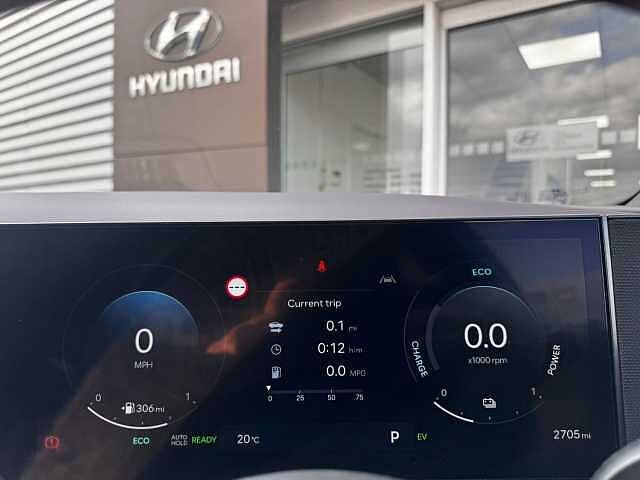 HYUNDAI
ECO
Current trip
0.1 mi
0:12 h:m
0.0 MPG
0 25 50 75
0
MPH
0 1
306 mi
CHARGE
0.0
x1000 rpm
POWER
0 1
ECO
AUTO HOLD
READY
20°C
P
EV
2705 mi